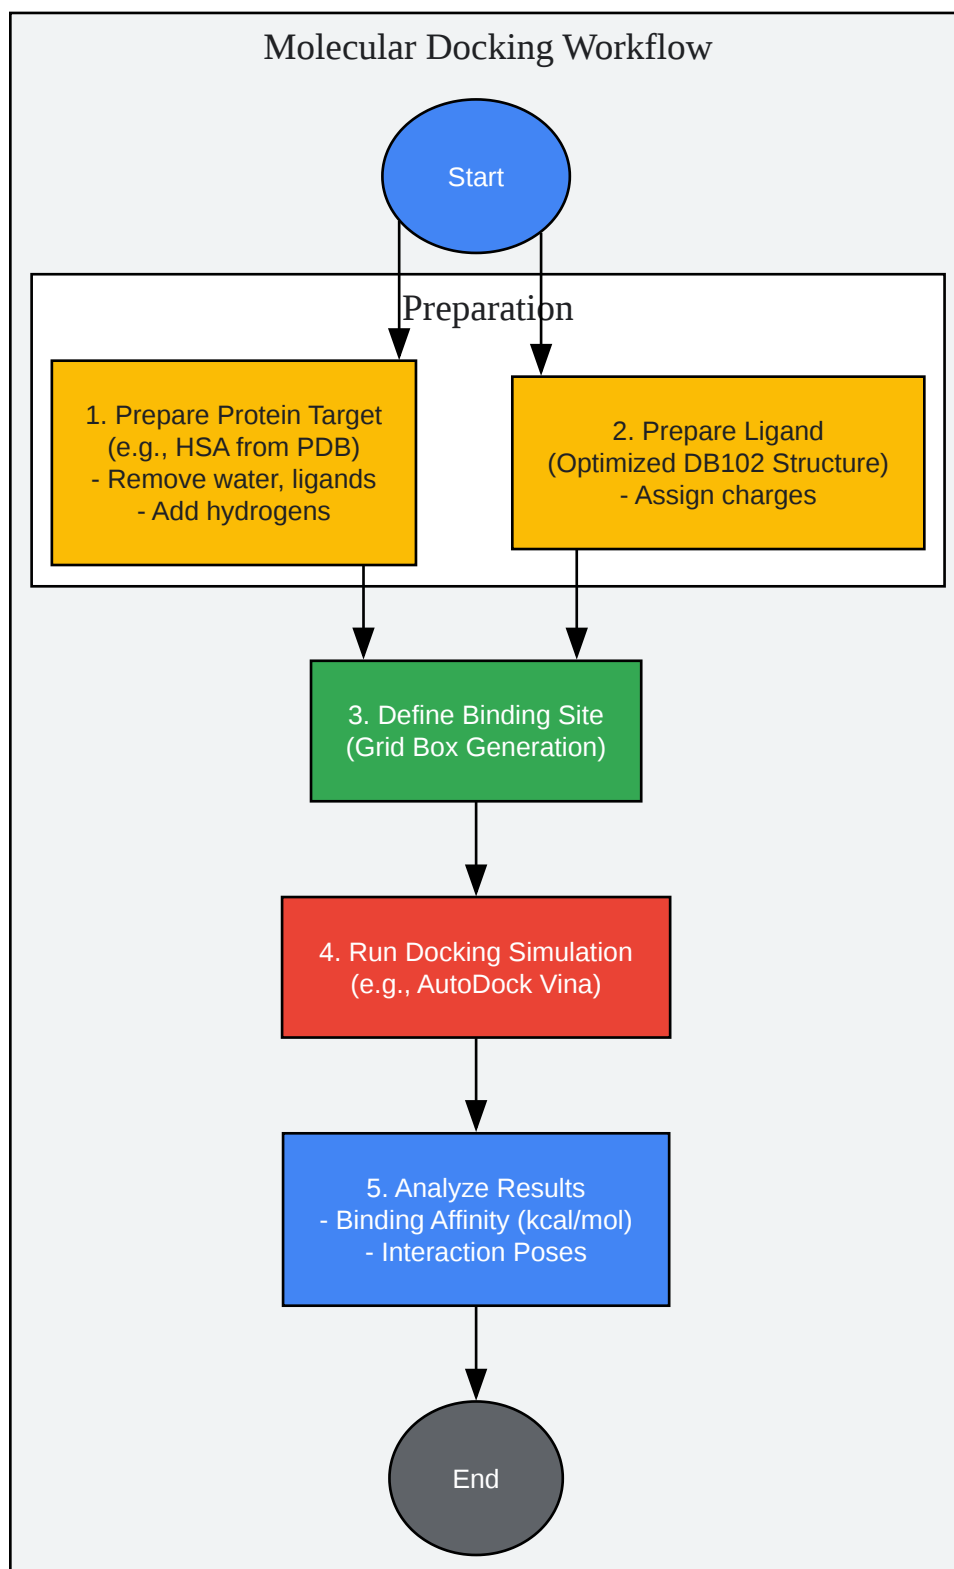 Molecular Docking Workflow
Start
Preparation
1. Prepare Protein Target
(e.g., HSA from PDB)
- Remove water, ligands
- Add hydrogens
2. Prepare Ligand
(Optimized DB102 Structure)
- Assign charges
3. Define Binding Site
(Grid Box Generation)
4. Run Docking Simulation
(e.g., AutoDock Vina)
5. Analyze Results
- Binding Affinity (kcal/mol)
- Interaction Poses
End